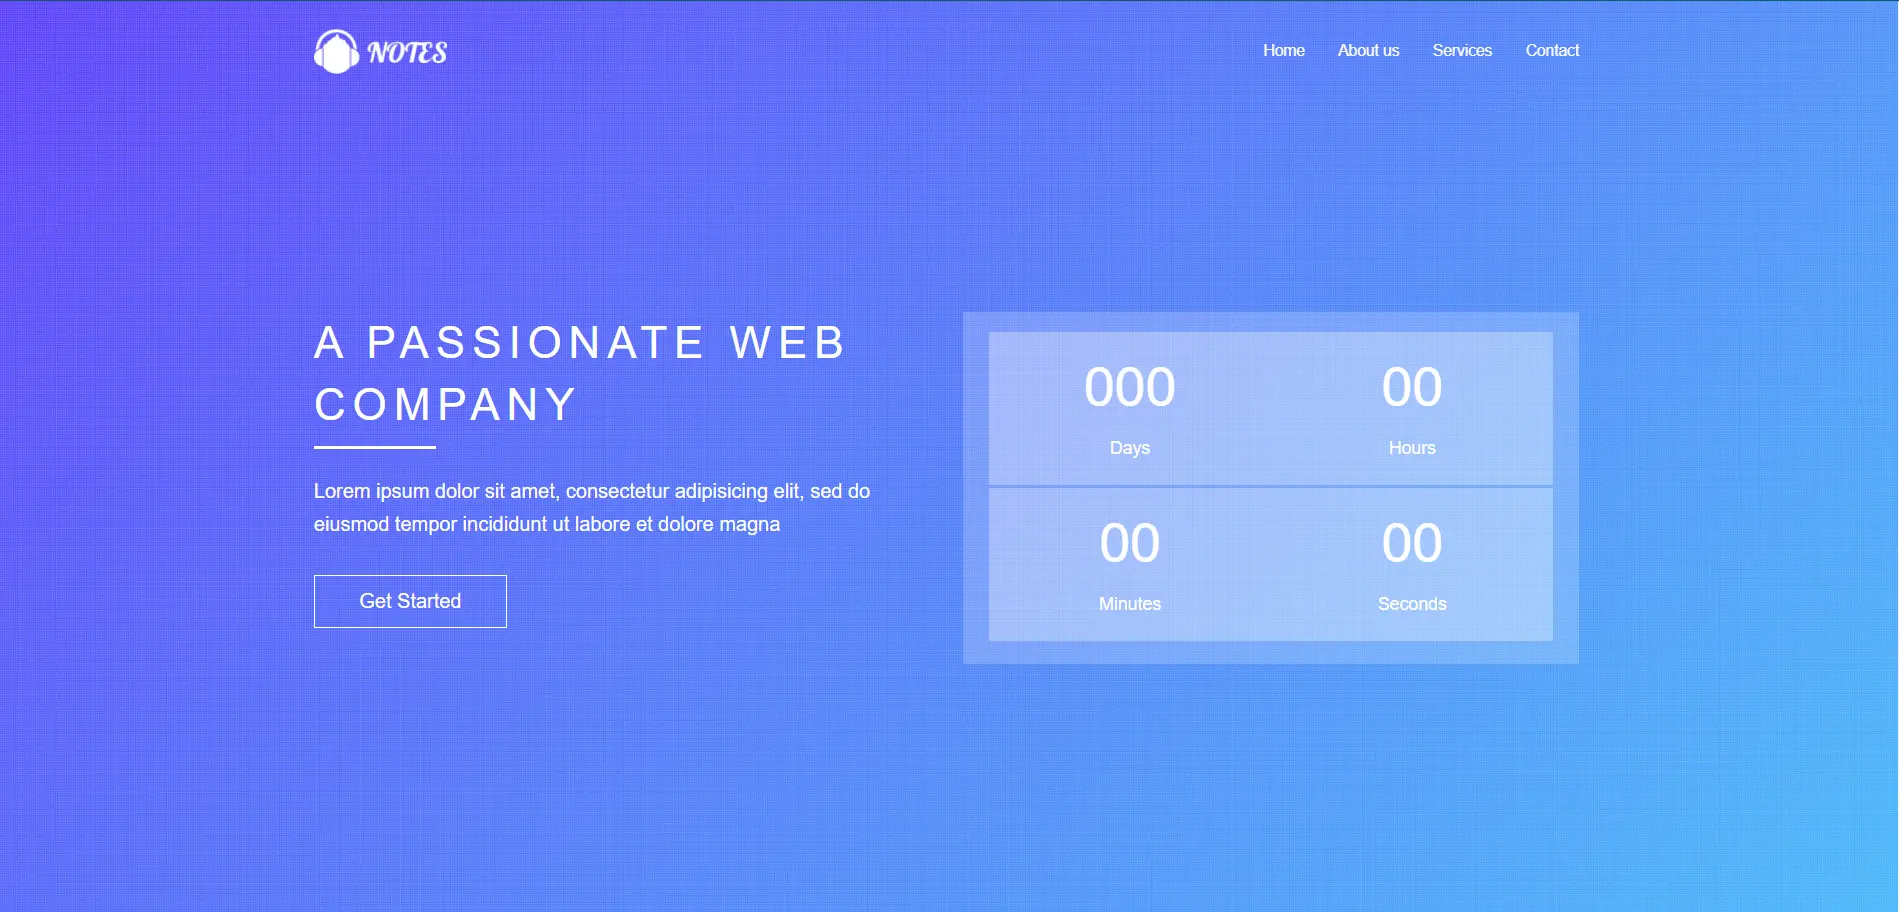 NOTES
Home About us Services Contact
A PASSIONATE WEB
COMPANY
Lorem ipsum dolor sit amet, consectetur adipisicing elit, sed do
eiusmod tempor incididunt ut labore et dolore magna
Get Started
000 00
Days Hours
00 00
Minutes Seconds